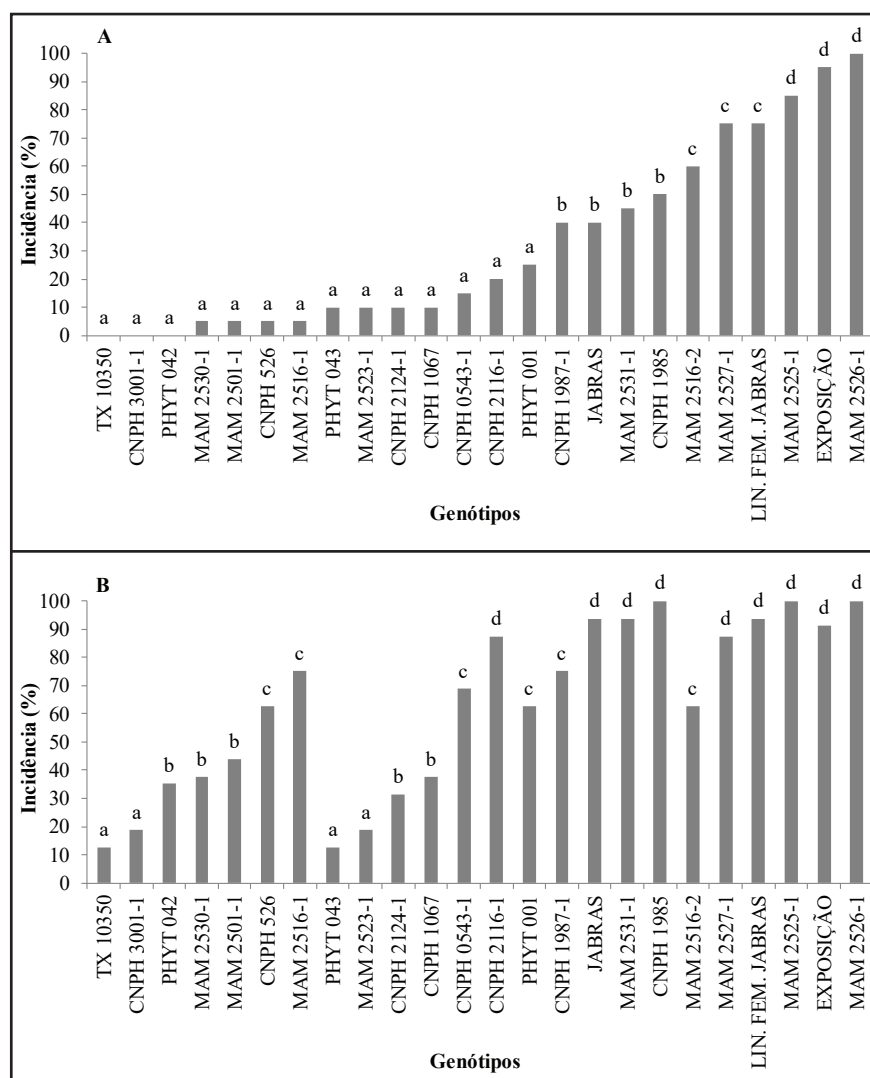 A
Incidência (%)
100
90
80
70
60
50
40
30
20
10
0
a a a a a a a a a a a a a a b b b b c c c d d d
TX 10350
CNPH 3001-1
PHYT 042
MAM 2530-1
MAM 2501-1
CNPH 526
MAM 2516-1
PHYT 043
MAM 2523-1
CNPH 2124-1
CNPH 1067
CNPH 0543-1
CNPH 2116-1
PHYT 001
CNPH 1987-1
JABRAS
MAM 2531-1
CNPH 1985
MAM 2516-2
MAM 2527-1
LIN. FEM. JABRAS
MAM 2525-1
EXPOSIÇÃO
MAM 2526-1
Genótipos
B
Incidência (%)
100
90
80
70
60
50
40
30
20
10
0
a a b b b c c a a b b c d c c d d d c d d d d d
TX 10350
CNPH 3001-1
PHYT 042
MAM 2530-1
MAM 2501-1
CNPH 526
MAM 2516-1
PHYT 043
MAM 2523-1
CNPH 2124-1
CNPH 1067
CNPH 0543-1
CNPH 2116-1
PHYT 001
CNPH 1987-1
JABRAS
MAM 2531-1
CNPH 1985
MAM 2516-2
MAM 2527-1
LIN. FEM. JABRAS
MAM 2525-1
EXPOSIÇÃO
MAM 2526-1
Genótipos